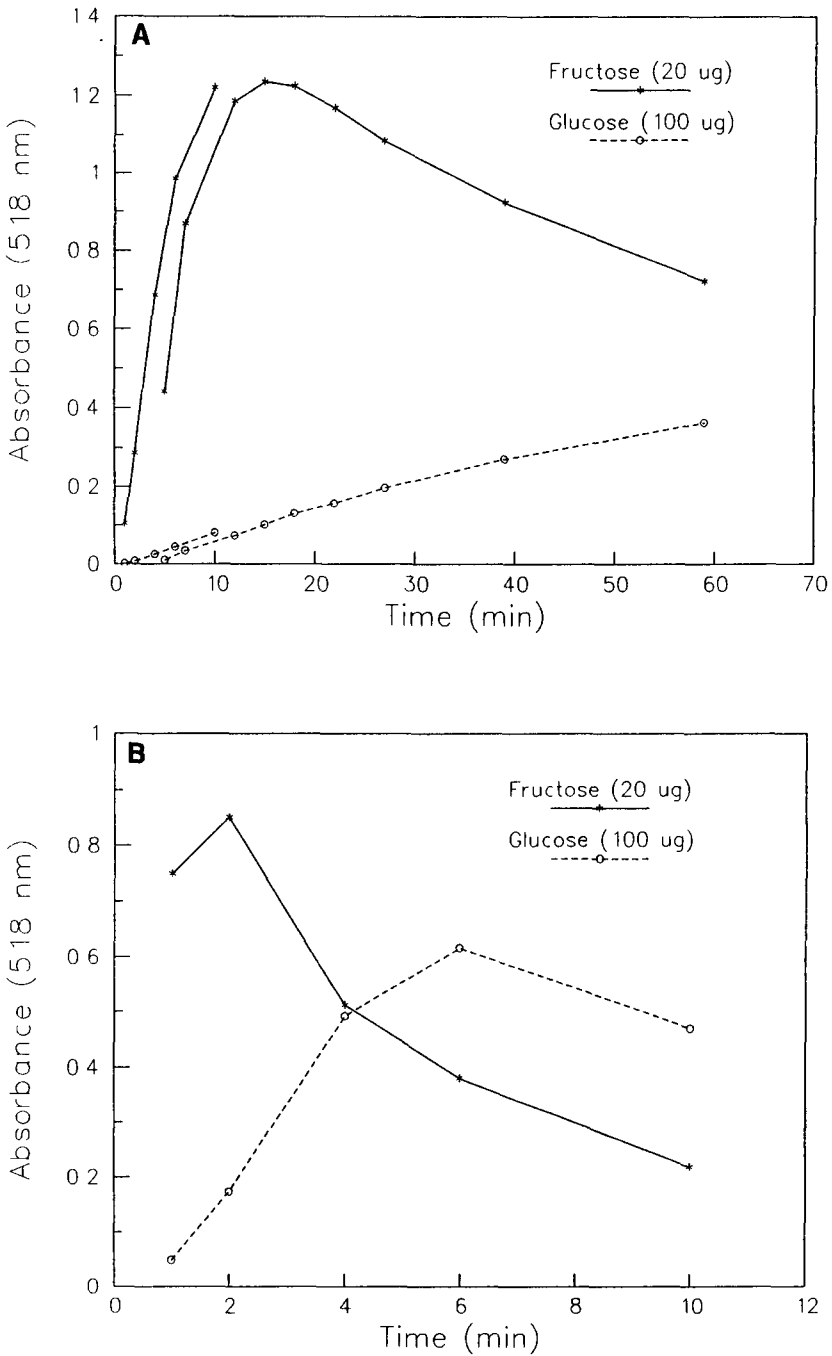 A
Absorbance (518 nm)
1 4
1 2
1
0 8
0 6
0 4
0 2
0
Fructose (20 ug)
Glucose (100 ug)
0 10 20 30 40 50 60 70
Time (min)
B
Absorbance (518 nm)
1
0 8
0 6
0 4
0 2
0
Fructose (20 ug)
Glucose (100 ug)
0 2 4 6 8 10 12
Time (min)